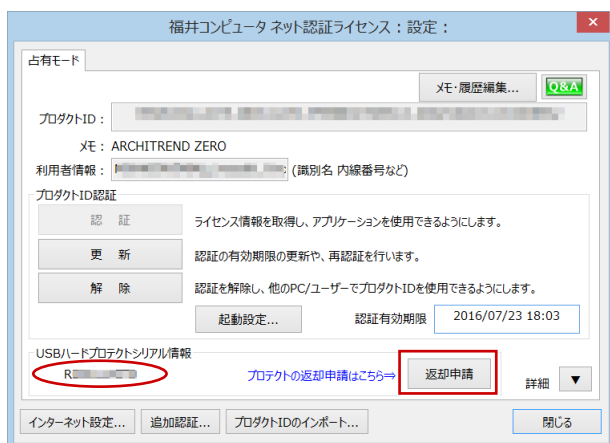 福井コンピュータ ネット認証ライセンス：設定：
×
占有モード
メモ・履歴編集...
Q&A
プロダクトID：
メモ： ARCHITREND ZERO
利用者情報： (識別名 内線番号など)
プロダクトID認証
認 証 ライセンス情報を取得し、アプリケーションを使用できるようにします。
更 新 認証の有効期限の更新や、再認証を行います。
解 除 認証を解除し、他のPC/ユーザーでプロダクトIDを使用できるようにします。
起動設定... 認証有効期限 2016/07/23 18:03
USBハードプロテクトシリアル情報
R
プロテクトの返却申請はこちら⇒ 返却申請 詳細 ▼
インターネット設定... 追加認証... プロダクトIDのインポート... 閉じる